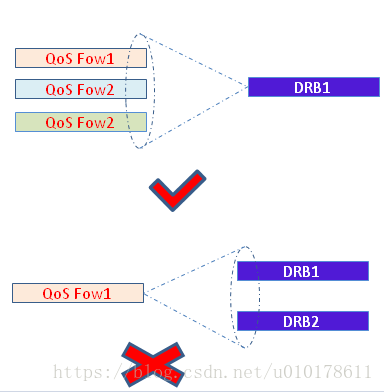 QoS Fow1
QoS Fow2
QoS Fow2
DRB1
DRB1
QoS Fow1
DRB2
https://blog.csdn.net/u010178611